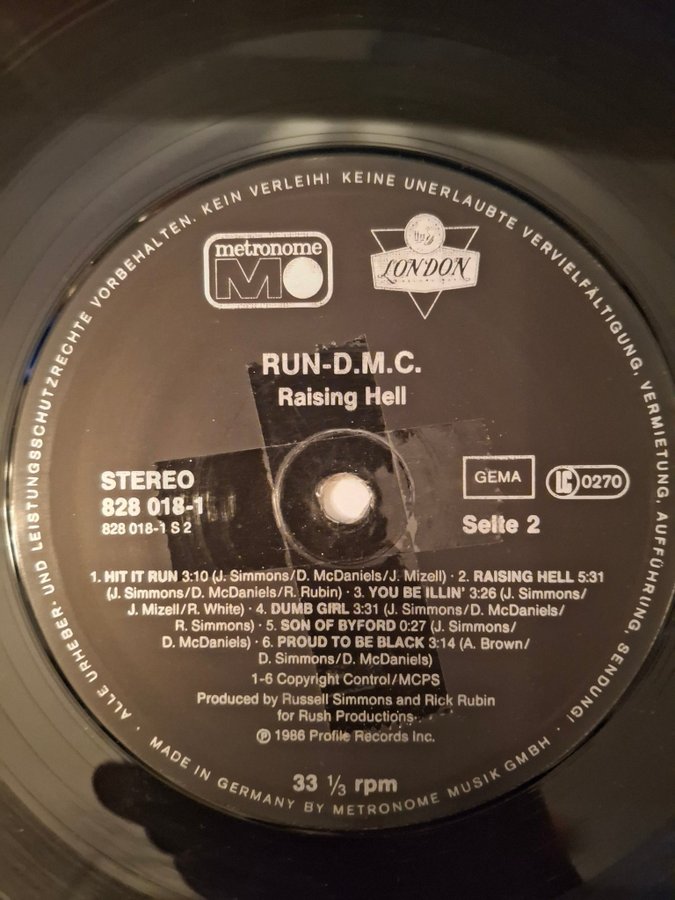 ALLE URHEBER- UND LEISTUNGSSCHUTZRECHTE VORBEHALTEN. KEIN VERLEIH! KEINE UNERLAUBTE VERVIELFÄLTIGUNG, VERMIETUNG, AUFFÜHRUNG, SENDUNG!
metronome
LONDON
RUN-D.M.C.
Raising Hell
STEREO
828 018-1
828 018-1 S 2
GEMA
LC 0270
Seite 2
1. HIT IT RUN 3:10 (J. Simmons/D. McDaniels/J. Mizell) · 2. RAISING HELL 5:31
(J. Simmons/D. McDaniels/R. Rubin) · 3. YOU BE ILLIN' 3:26 (J. Simmons/
J. Mizell/R. White) · 4. DUMB GIRL 3:31 (J. Simmons/D. McDaniels/
R. Simmons) · 5. SON OF BYFORD 0:27 (J. Simmons/
D. McDaniels) · 6. PROUD TO BE BLACK 3:14 (A. Brown/
D. Simmons/D. McDaniels)
1-6 Copyright Control/MCPS
Produced by Russell Simmons and Rick Rubin
for Rush Productions
℗ 1986 Profile Records Inc.
33 ⅓ rpm
· MADE IN GERMANY BY METRONOME MUSIK GMBH ·